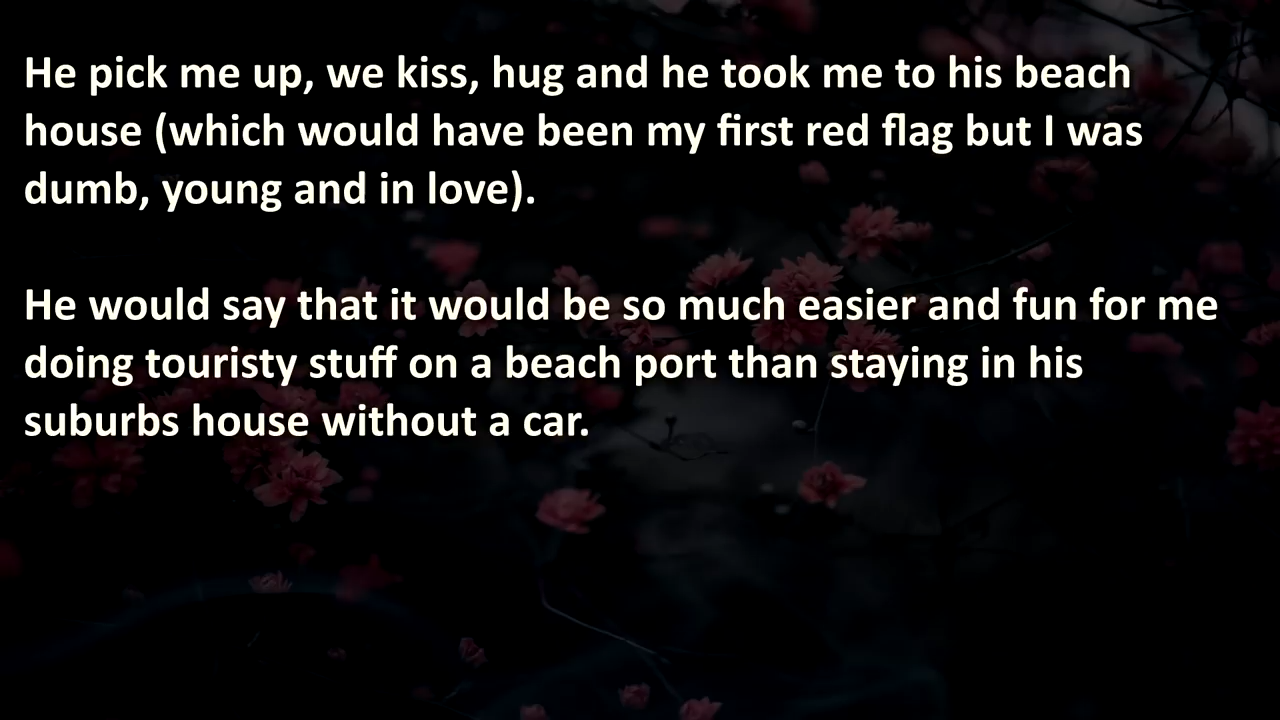 He pick me up, we kiss, hug and he took me to his beach
house (which would have been my first red flag but I was
dumb, young and in love).
He would say that it would be so much easier and fun for me
doing touristy stuff on a beach port than staying in his
suburbs house without a car.